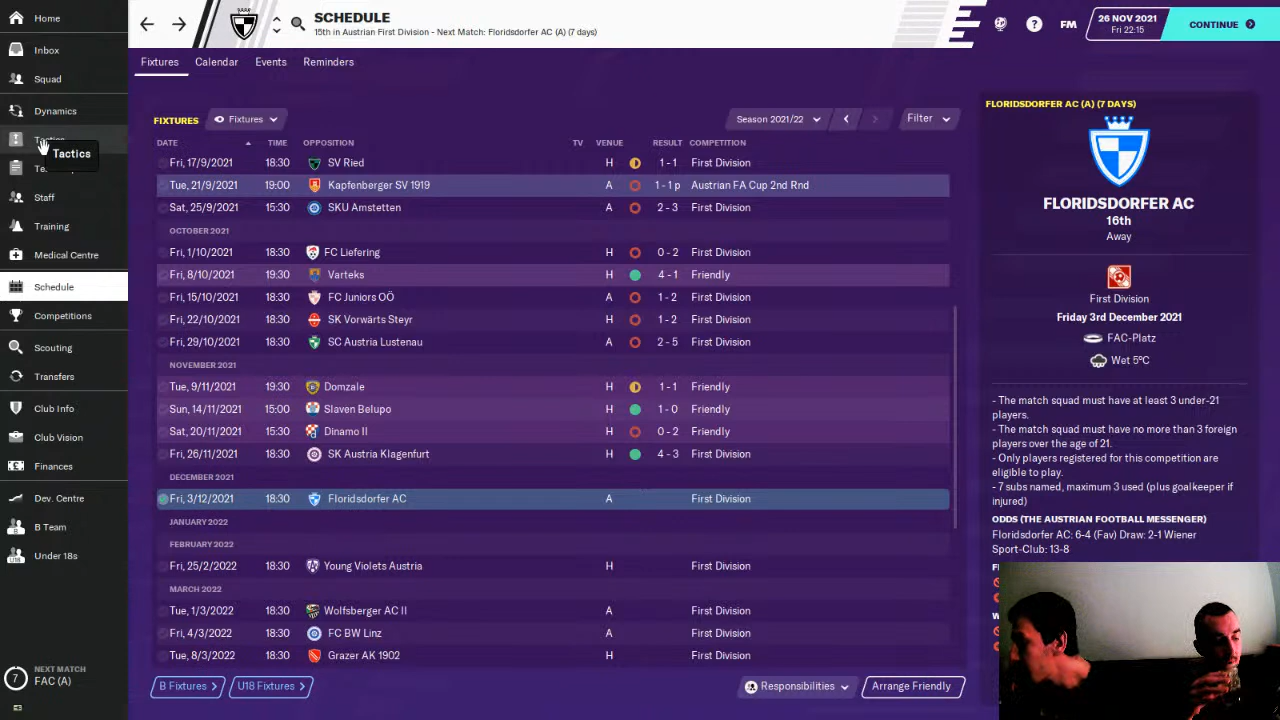 Home
SCHEDULE
15th in Austrian First Division - Next Match: Floridsdorfer AC (A) (7 days)
FM
26 NOV 2021
Fri 22:15
CONTINUE
Inbox
Squad
Dynamics
Tactics
Tactics
Staff
Training
Medical Centre
Schedule
Competitions
Scouting
Transfers
Club Info
Club Vision
Finances
Dev. Centre
B Team
Under 18s
NEXT MATCH
7 FAC (A)
Fixtures Calendar Events Reminders
FIXTURES Fixtures Season 2021/22 Filter
DATE TIME OPPOSITION TV VENUE RESULT COMPETITION
Fri, 17/9/2021 18:30 SV Ried H 1 - 1 First Division
Tue, 21/9/2021 19:00 Kapfenberger SV 1919 A 1 - 1 p Austrian FA Cup 2nd Rnd
Sat, 25/9/2021 15:30 SKU Amstetten A 2 - 3 First Division
OCTOBER 2021
Fri, 1/10/2021 18:30 FC Liefering H 0 - 2 First Division
Fri, 8/10/2021 19:30 Varteks H 4 - 1 Friendly
Fri, 15/10/2021 18:30 FC Juniors OÖ A 1 - 2 First Division
Fri, 22/10/2021 18:30 SK Vorwärts Steyr H 1 - 2 First Division
Fri, 29/10/2021 18:30 SC Austria Lustenau A 2 - 5 First Division
NOVEMBER 2021
Tue, 9/11/2021 19:30 Domzale H 1 - 1 Friendly
Sun, 14/11/2021 15:00 Slaven Belupo H 1 - 0 Friendly
Sat, 20/11/2021 15:30 Dinamo II H 0 - 2 Friendly
Fri, 26/11/2021 18:30 SK Austria Klagenfurt H 4 - 3 First Division
DECEMBER 2021
Fri, 3/12/2021 18:30 Floridsdorfer AC A First Division
JANUARY 2022
FEBRUARY 2022
Fri, 25/2/2022 18:30 Young Violets Austria H First Division
MARCH 2022
Tue, 1/3/2022 18:30 Wolfsberger AC II A First Division
Fri, 4/3/2022 18:30 FC BW Linz A First Division
Tue, 8/3/2022 18:30 Grazer AK 1902 H First Division
B Fixtures U18 Fixtures Responsibilities Arrange Friendly
FLORIDSDORFER AC (A) (7 DAYS)
FLORIDSDORFER AC
16th
Away
First Division
Friday 3rd December 2021
FAC-Platz
Wet 5ºC
- The match squad must have at least 3 under-21
players.
- The match squad must have no more than 3 foreign
players over the age of 21.
- Only players registered for this competition are
eligible to play.
- 7 subs named, maximum 3 used (plus goalkeeper if
injured)
ODDS (THE AUSTRIAN FOOTBALL MESSENGER)
Floridsdorfer AC: 6-4 (Fav) Draw: 2-1 Wiener
Sport-Club: 13-8